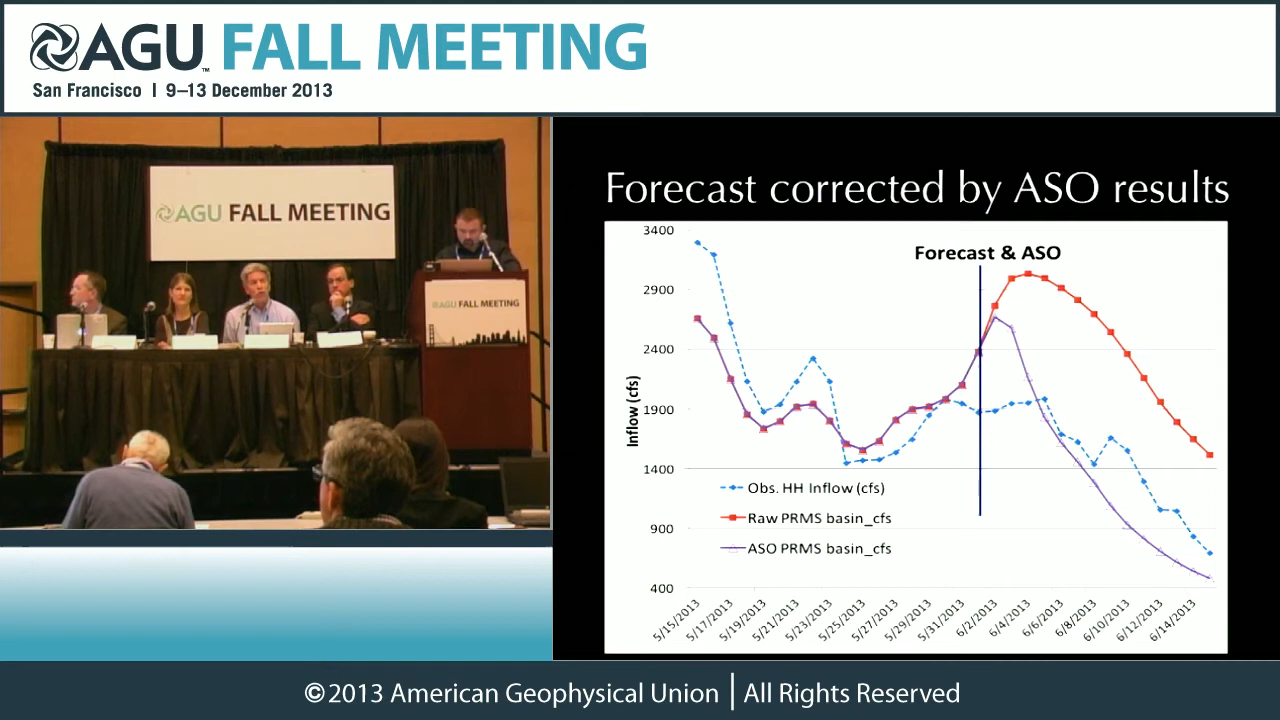 AGU™ FALL MEETING
San Francisco | 9–13 December 2013
AGU FALL MEETING
AGU FALL MEETING
Forecast corrected by ASO results
Forecast & ASO
Inflow (cfs)
3400
2900
2400
1900
1400
900
400
Obs. HH Inflow (cfs)
Raw PRMS basin_cfs
ASO PRMS basin_cfs
5/15/2013
5/17/2013
5/19/2013
5/21/2013
5/23/2013
5/25/2013
5/27/2013
5/29/2013
5/31/2013
6/2/2013
6/4/2013
6/6/2013
6/8/2013
6/10/2013
6/12/2013
6/14/2013
©2013 American Geophysical Union | All Rights Reserved